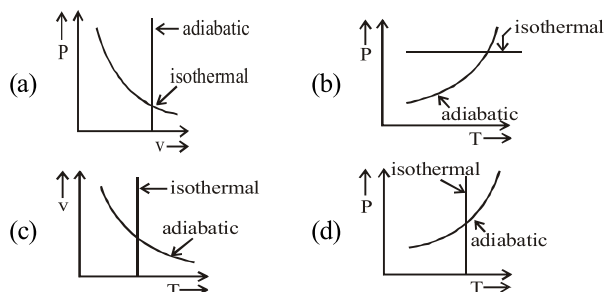 (a)
P
adiabatic
isothermal
v
(b)
P
isothermal
adiabatic
T
(c)
v
isothermal
adiabatic
T
(d)
P
isothermal
adiabatic
T